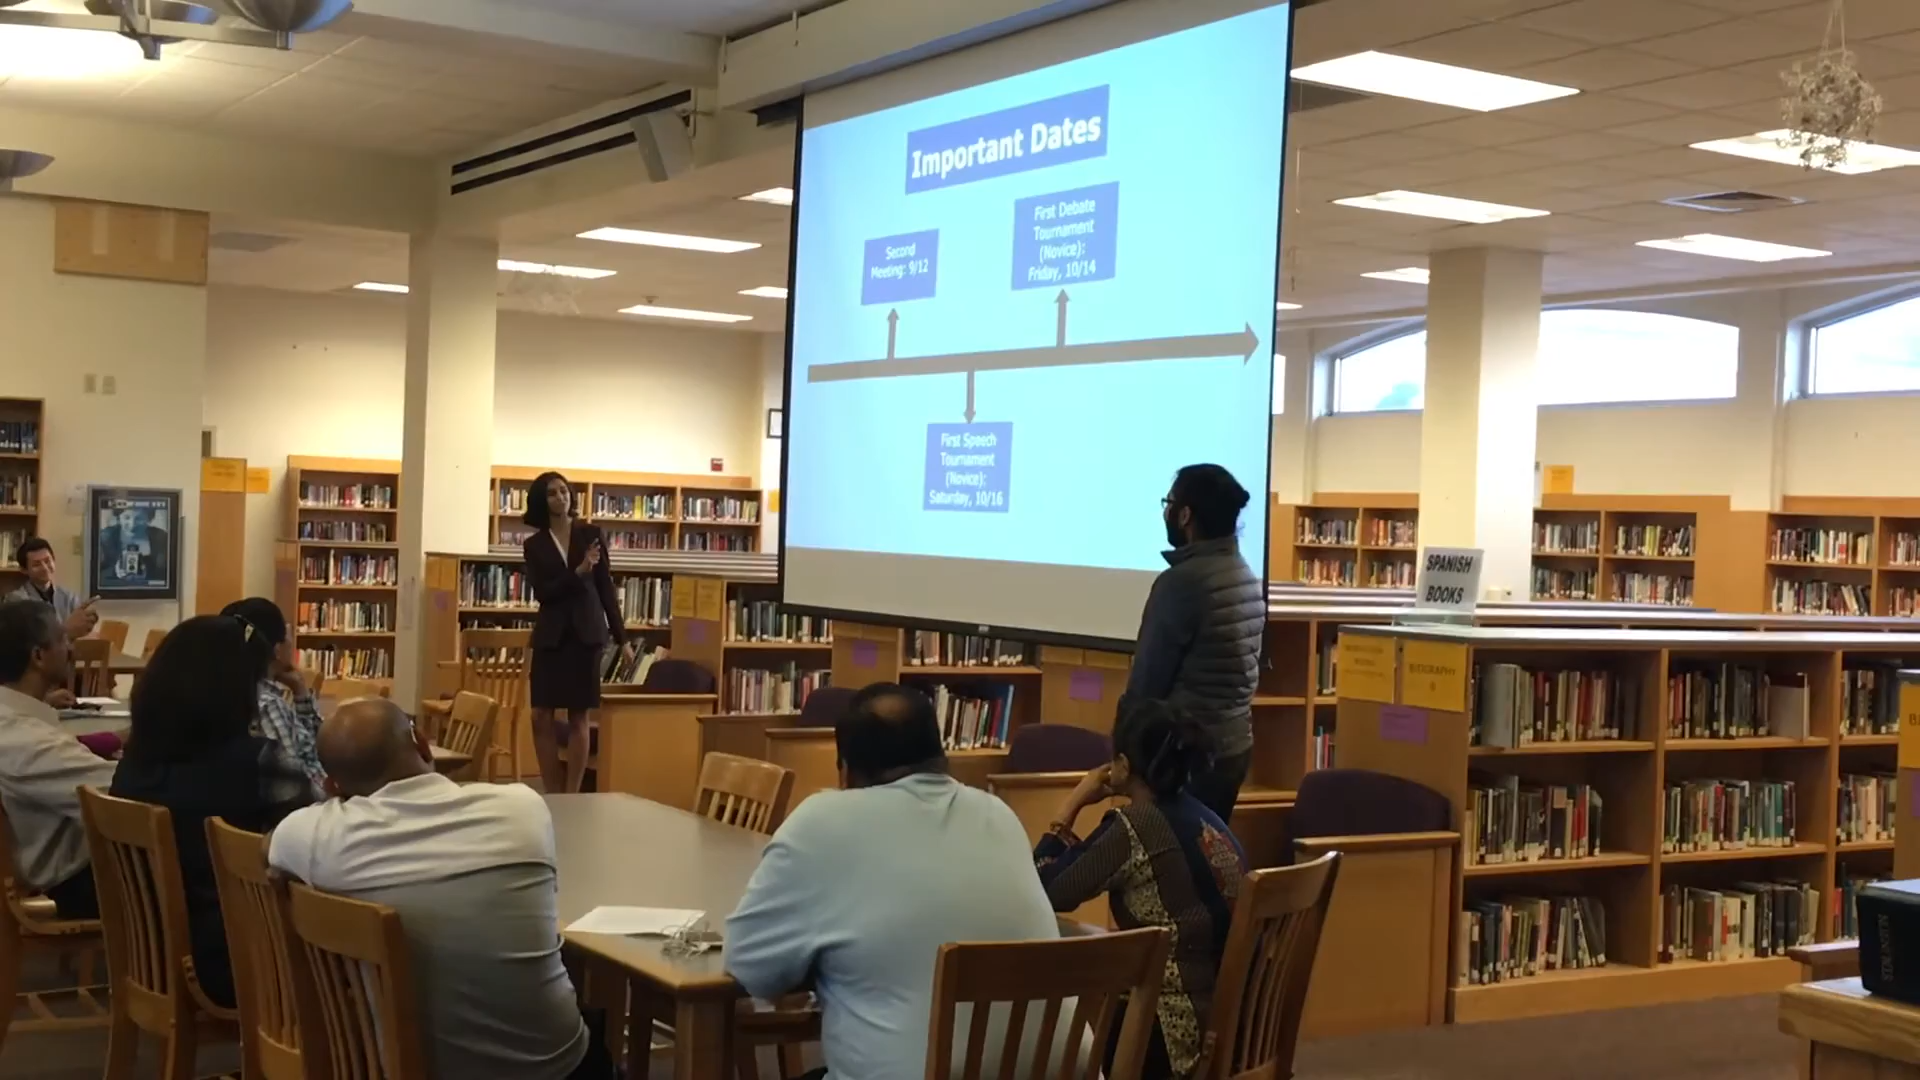 Important Dates
Second
Meeting: 9/12
First Debate
Tournament
(Novice):
Friday, 10/14
First Speech
Tournament
(Novice):
Saturday, 10/16
SPANISH
BOOKS
BIOGRAPHY